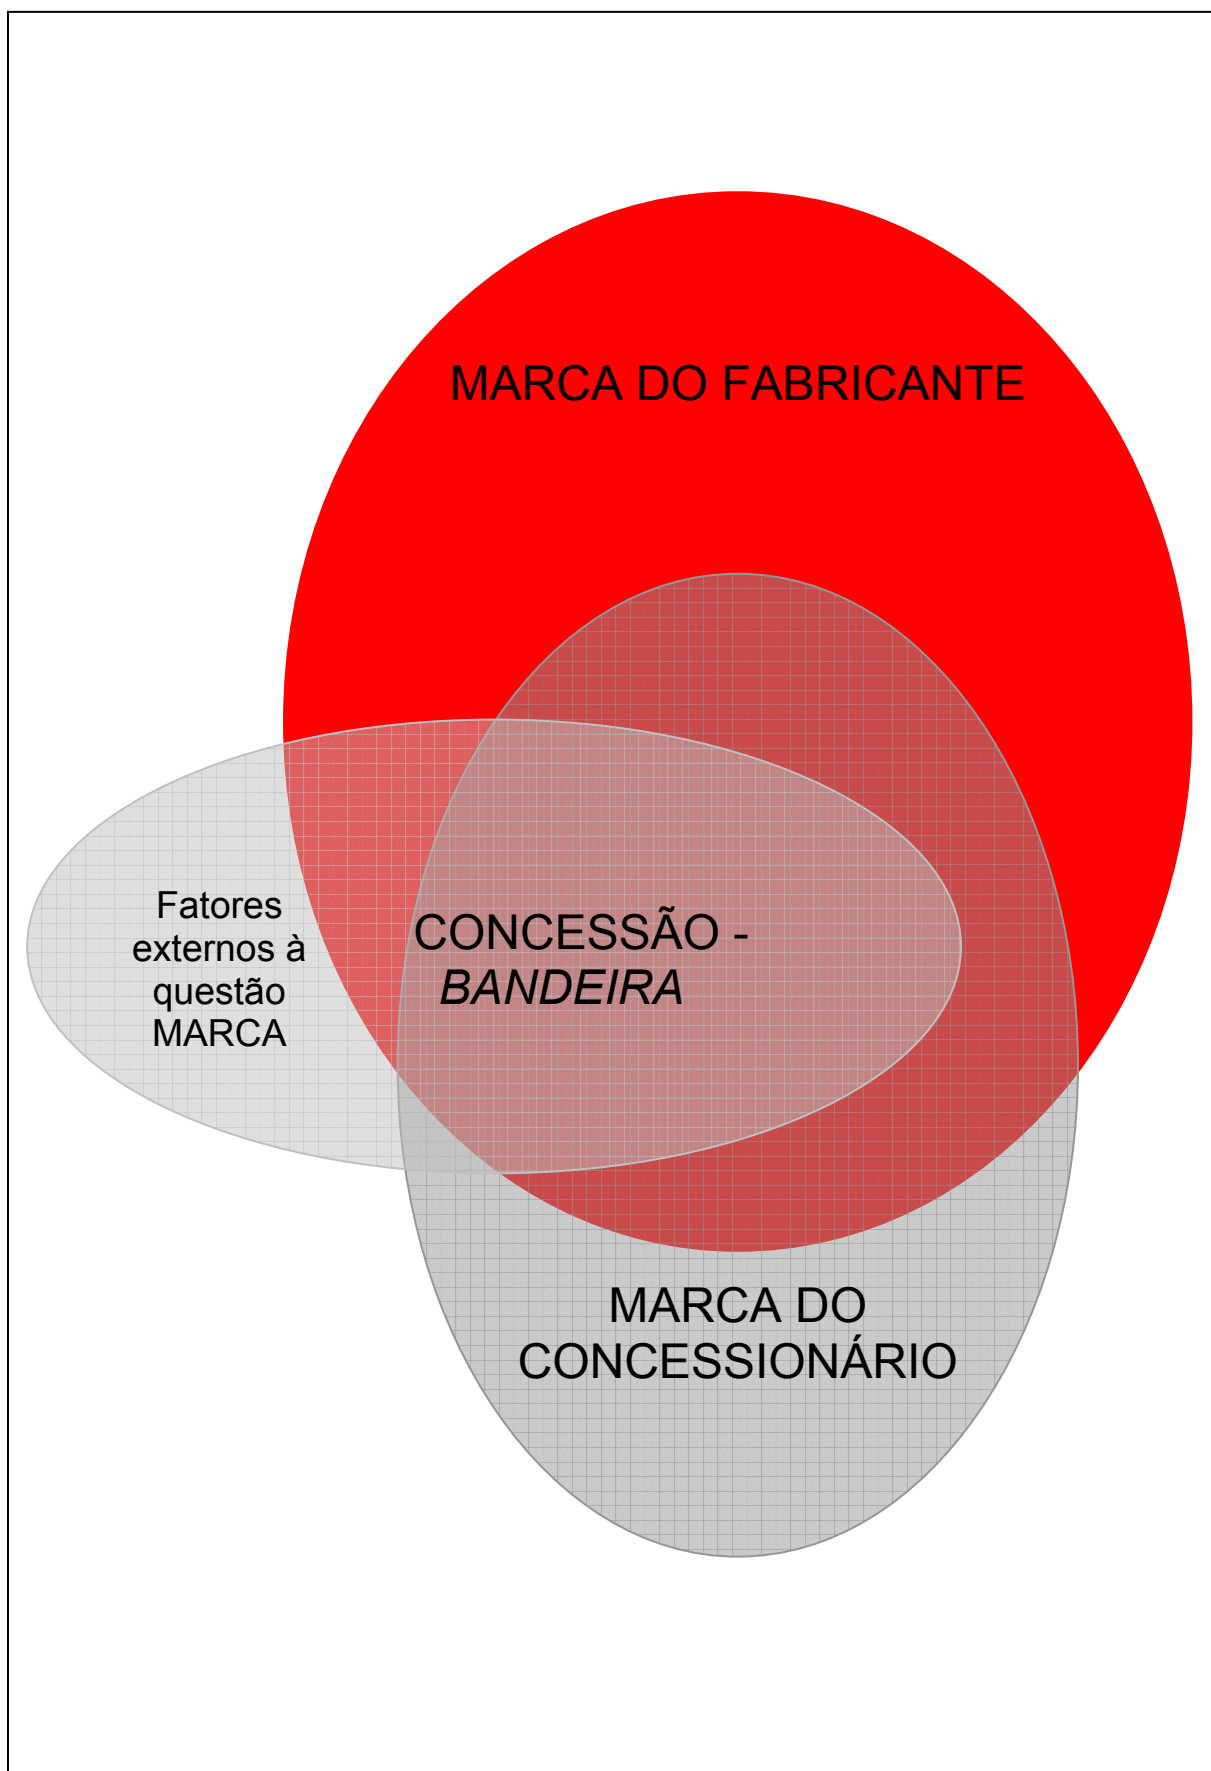 MARCA DO FABRICANTE
Fatores
externos à
questão
MARCA
CONCESSÃO -
BANDEIRA
MARCA DO
CONCESSIONÁRIO